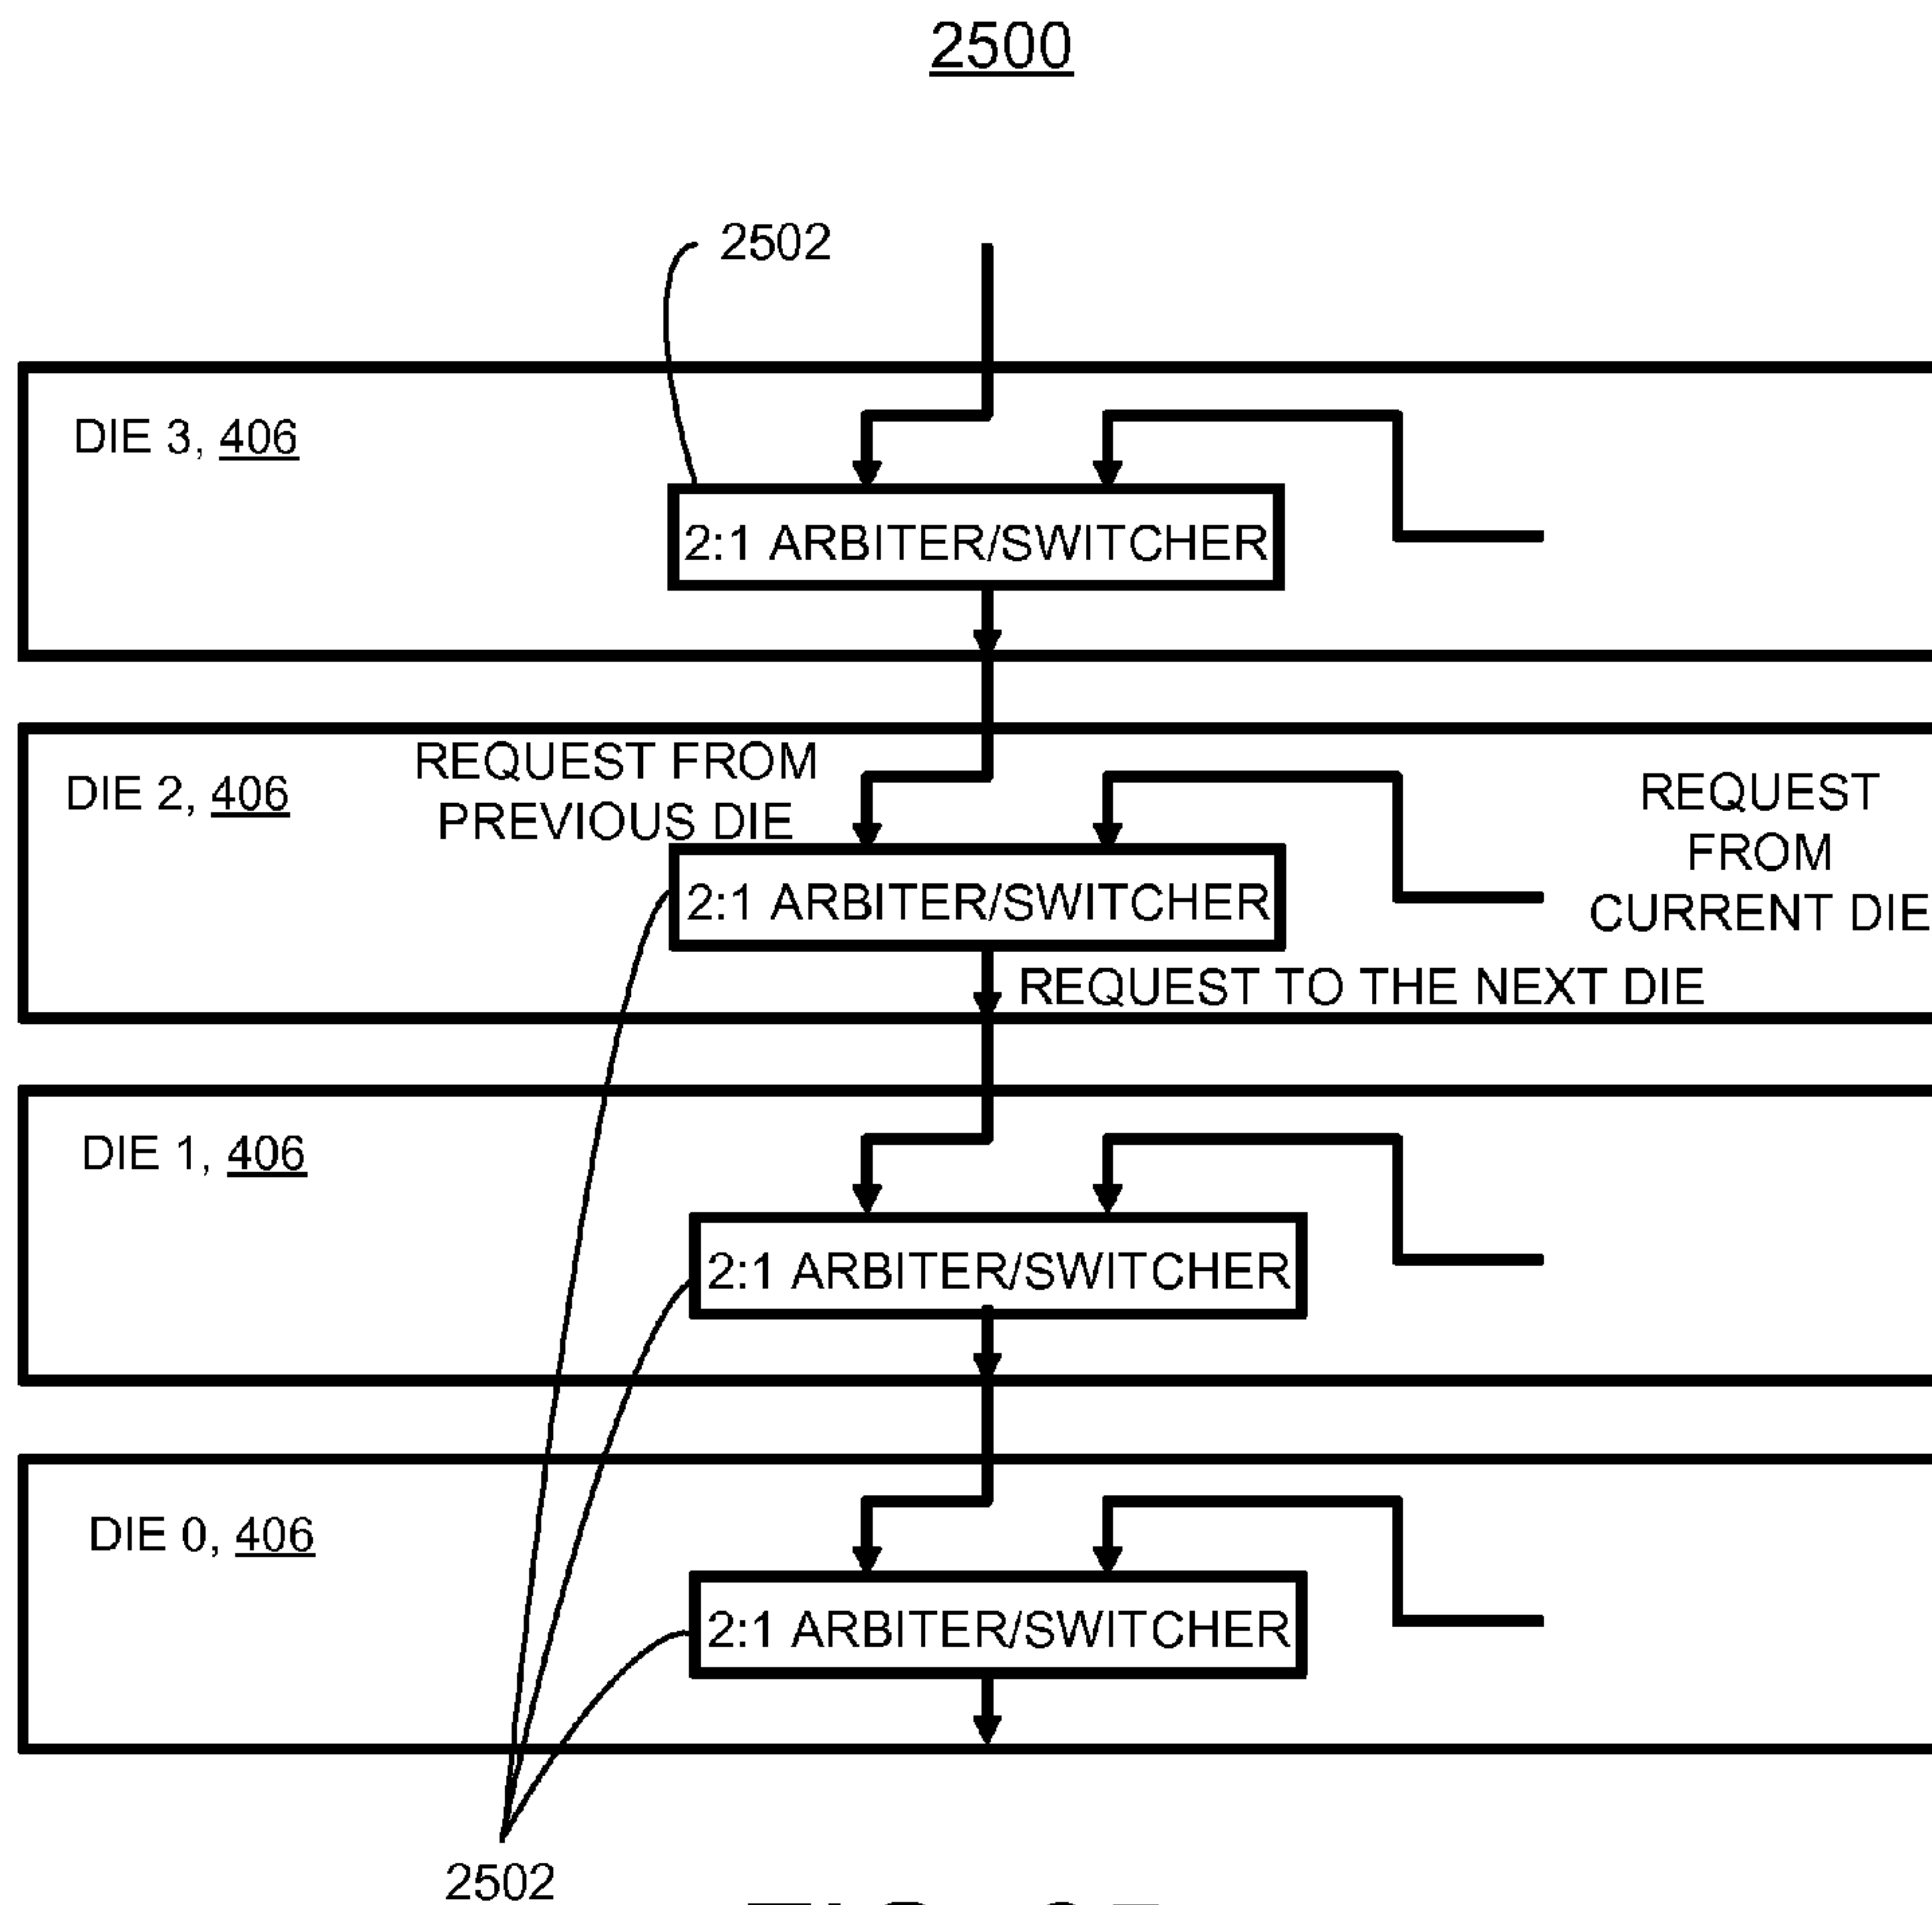 2500
2502
DIE 3, 406
2:1 ARBITER/SWITCHER
DIE 2, 406
REQUEST FROM
PREVIOUS DIE
REQUEST
FROM
CURRENT DIE
2:1 ARBITER/SWITCHER
REQUEST TO THE NEXT DIE
DIE 1, 406
2:1 ARBITER/SWITCHER
DIE 0, 406
2:1 ARBITER/SWITCHER
2502